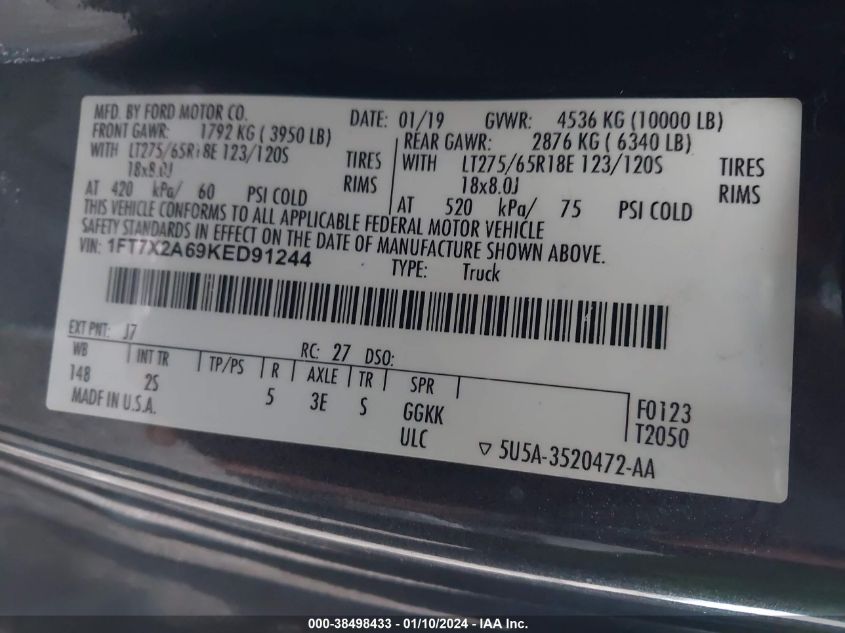 MFD. BY FORD MOTOR CO.
DATE: 01/19 GVWR: 4536 KG (10000 LB)
FRONT GAWR: 1792 KG ( 3950 LB)
WITH LT275/65R18E 123/120S TIRES
18x8.0J RIMS
AT 420 kPa/ 60 PSI COLD
REAR GAWR: 2876 KG ( 6340 LB)
WITH LT275/65R18E 123/120S TIRES
18x8.0J RIMS
AT 520 kPa/ 75 PSI COLD
THIS VEHICLE CONFORMS TO ALL APPLICABLE FEDERAL MOTOR VEHICLE
SAFETY STANDARDS IN EFFECT ON THE DATE OF MANUFACTURE SHOWN ABOVE.
VIN: 1FT7X2A69KED91244
TYPE: Truck
EXT PNT: J7 RC: 27 DSO:
WB INT TR TP/PS R AXLE TR SPR
148 2S 5 3E S GGKK
MADE IN U.S.A. ULC
F0123
T2050
▽ 5U5A-3520472-AA
000-38498433 - 01/10/2024 - IAA Inc.